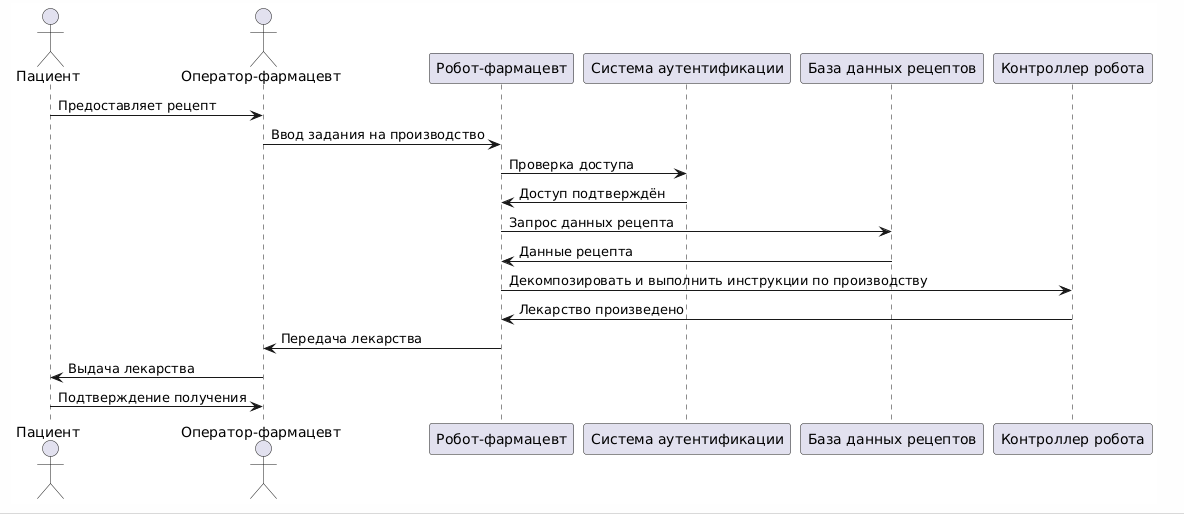 Пациент
Оператор-фармацевт
Робот-фармацевт
Система аутентификации
База данных рецептов
Контроллер робота
Предоставляет рецепт
Ввод задания на производство
Проверка доступа
Доступ подтверждён
Запрос данных рецепта
Данные рецепта
Декомпозировать и выполнить инструкции по производству
Лекарство произведено
Передача лекарства
Выдача лекарства
Подтверждение получения
Пациент
Оператор-фармацевт
Робот-фармацевт
Система аутентификации
База данных рецептов
Контроллер робота